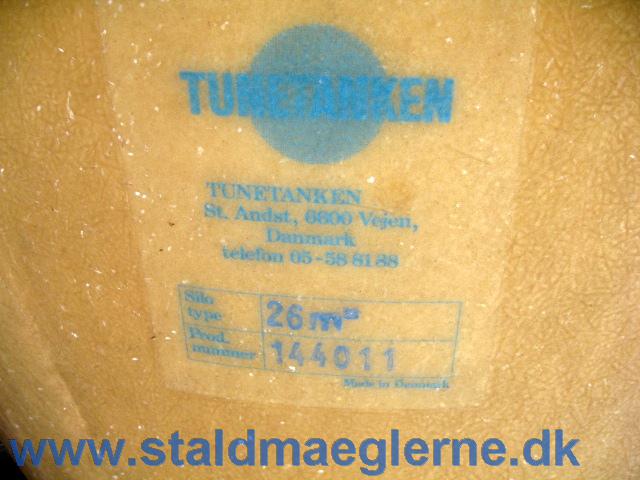 TUNETANKEN
TUNETANKEN
St. Andst, 6600 Vejen,
Danmark
telefon 05-58 81 88
Silo type 26 m³
Prod. nummer 144011
Made in Denmark
www.staldmaeglerne.dk